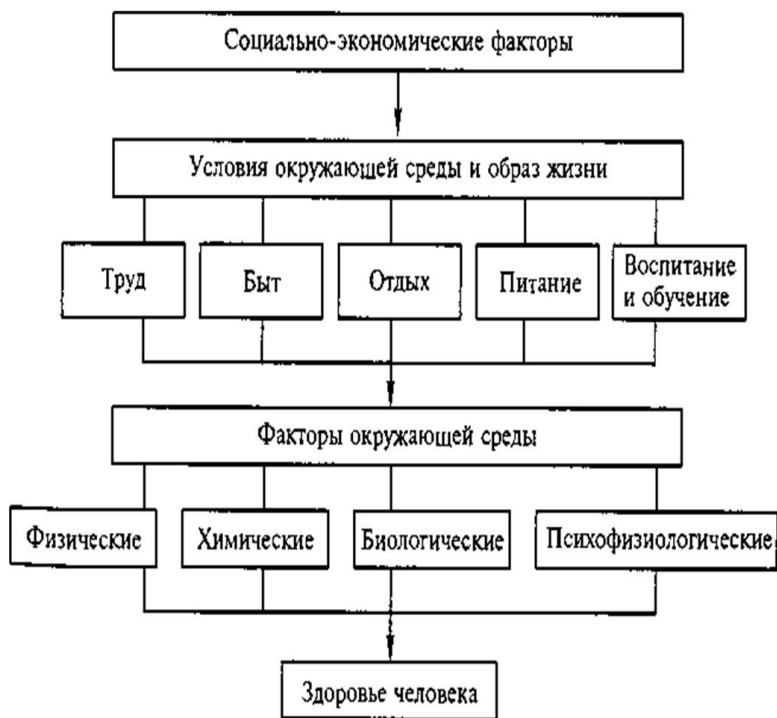 Социально-экономические факторы
Условия окружающей среды и образ жизни
Труд
Быт
Отдых
Питание
Воспитание
и обучение
Факторы окружающей среды
Физические
Химические
Биологические
Психофизиологические
Здоровье человека